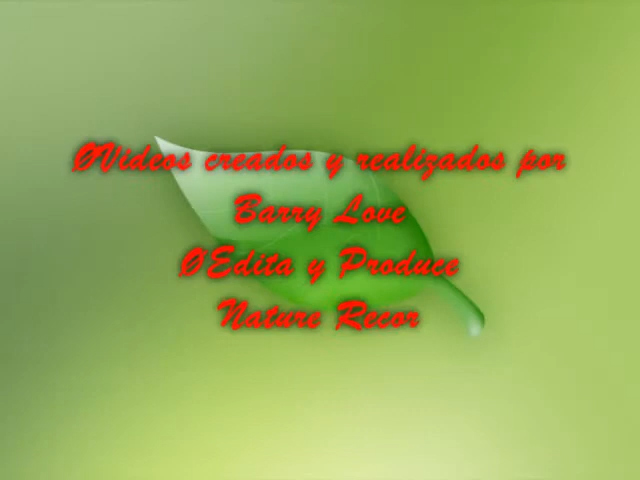 ØVideos creados y realizados por
Barry Love
ØEdita y Produce
Nature Recor